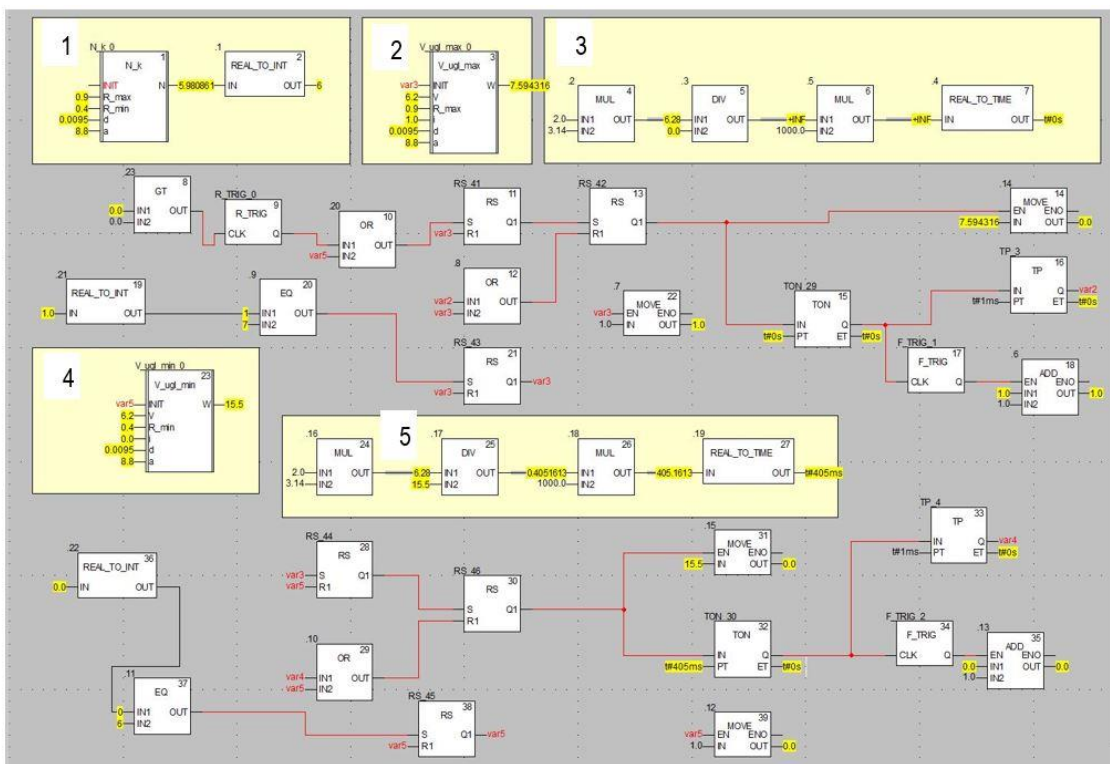 1
N_k_0
1
N_k
INIT N 5.980861
0.9 R_max
0.4 R_min
0.0095 d
8.8 a
.1
2
REAL_TO_INT
IN OUT 6
2
V_ugl_max_0
3
V_ugl_max
var3 INIT W 7.594316
6.2 V
0.9 R_max
1.0 i
0.0095 d
8.8 a
3
.2
4
MUL
2.0 IN1 OUT
3.14 IN2
.3
5
DIV
6.28 IN1 OUT
0.0 IN2
.5
6
MUL
+INF IN1 OUT
1000.0 IN2
.4
7
REAL_TO_TIME
+INF IN OUT t#0s
.23
8
GT
0.0 IN1 OUT
0.0 IN2
R_TRIG_0
9
R_TRIG
CLK Q
.20
10
OR
IN1 OUT
var5 IN2
RS_41
11
RS
S Q1
var3 R1
RS_42
13
RS
S Q1
R1
.14
14
MOVE
EN ENO
7.594316 IN OUT 0.0
.8
12
OR
var2 IN1 OUT
var3 IN2
TP_3
16
TP
IN Q var2
t#1ms PT ET t#0s
.21
19
REAL_TO_INT
1.0 IN OUT
.9
20
EQ
1 IN1 OUT
7 IN2
.7
22
MOVE
var3 EN ENO
1.0 IN OUT 1.0
TON_29
15
TON
IN Q
t#0s PT ET t#0s
F_TRIG_1
17
F_TRIG
CLK Q
.6
18
ADD
EN ENO
1.0 IN1 OUT 1.0
1.0 IN2
RS_43
21
RS
S Q1 var3
var3 R1
4
V_ugl_min_0
23
V_ugl_min
var5 INIT W 15.5
6.2 V
0.4 R_min
0.0 i
0.0095 d
8.8 a
5
.16
24
MUL
2.0 IN1 OUT
3.14 IN2
.17
25
DIV
6.28 IN1 OUT
15.5 IN2
.18
26
MUL
0.4051613 IN1 OUT
1000.0 IN2
.19
27
REAL_TO_TIME
405.1613 IN OUT t#405ms
.22
36
REAL_TO_INT
0.0 IN OUT
RS_44
28
RS
var3 S Q1
var5 R1
RS_46
30
RS
S Q1
R1
.15
31
MOVE
EN ENO
15.5 IN OUT 0.0
TP_4
33
TP
IN Q var4
t#1ms PT ET t#0s
.10
29
OR
var4 IN1 OUT
var5 IN2
TON_30
32
TON
IN Q
t#405ms PT ET t#0s
F_TRIG_2
34
F_TRIG
CLK Q
.13
35
ADD
EN ENO
0.0 IN1 OUT 0.0
1.0 IN2
.11
37
EQ
0 IN1 OUT
6 IN2
RS_45
38
RS
S Q1 var5
var5 R1
.12
39
MOVE
var5 EN ENO
1.0 IN OUT 0.0